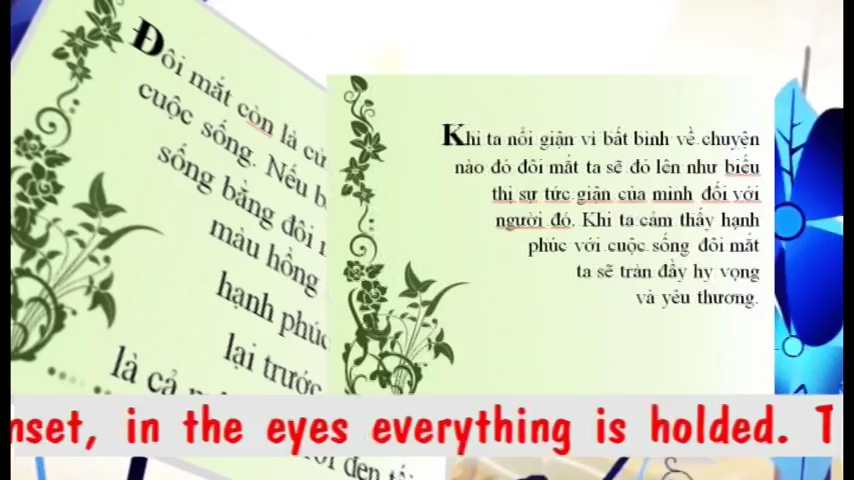 Đôi mắt còn là cử
cuộc sống. Nếu b
sống bằng đôi
màu hồng
hạnh phúc
lại trước
là cả
Khi ta nổi giận vì bất bình về chuyện
nào đó đôi mắt ta sẽ đỏ lên như biểu
thị sự tức giận của mình đối với
người đó. Khi ta cảm thấy hạnh
phúc với cuộc sống đôi mắt
ta sẽ tràn đầy hy vọng
và yêu thương.
nset, in the eyes everything is holded. T